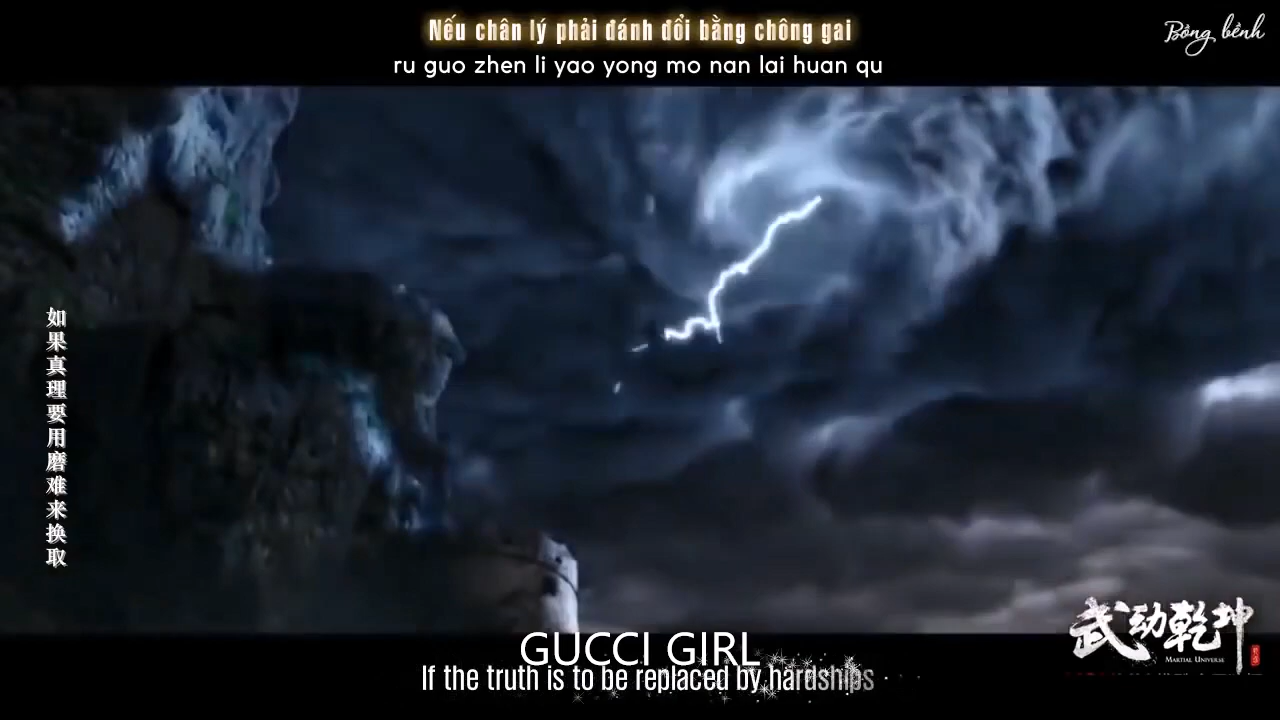 Nếu chân lý phải đánh đổi bằng chông gai
Bồng bềnh
ru guo zhen li yao yong mo nan lai huan qu
如果真理要用磨难来换取
武动乾坤
MARTIAL UNIVERSE
GUCCI GIRL
If the truth is to be replaced by hardships